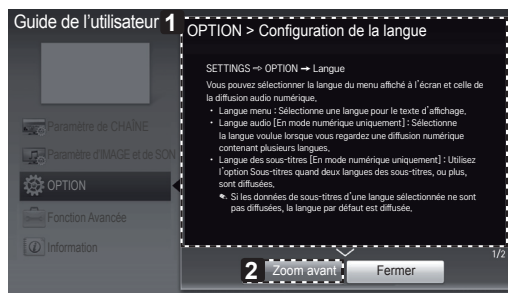 Guide de l'utilisateur
1
OPTION > Configuration de la langue
SETTINGS ⇨ OPTION ➞ Langue
Vous pouvez sélectionner la langue du menu affiché à l'écran et celle de
la diffusion audio numérique.
• Langue menu : Sélectionne une langue pour le texte d'affichage.
• Langue audio [En mode numérique uniquement] : Sélectionne
la langue voulue lorsque vous regardez une diffusion numérique
contenant plusieurs langues.
• Langue des sous-titres [En mode numérique uniquement] : Utilisez
l'option Sous-titres quand deux langues des sous-titres, ou plus,
sont diffusées.
✎ Si les données de sous-titres d'une langue sélectionnée ne sont
pas diffusées, la langue par défaut est diffusée.
Paramètre de CHAÎNE
Paramètre d'IMAGE et de SON
OPTION
Fonction Avancée
Information
1/2
2
Zoom avant
Fermer